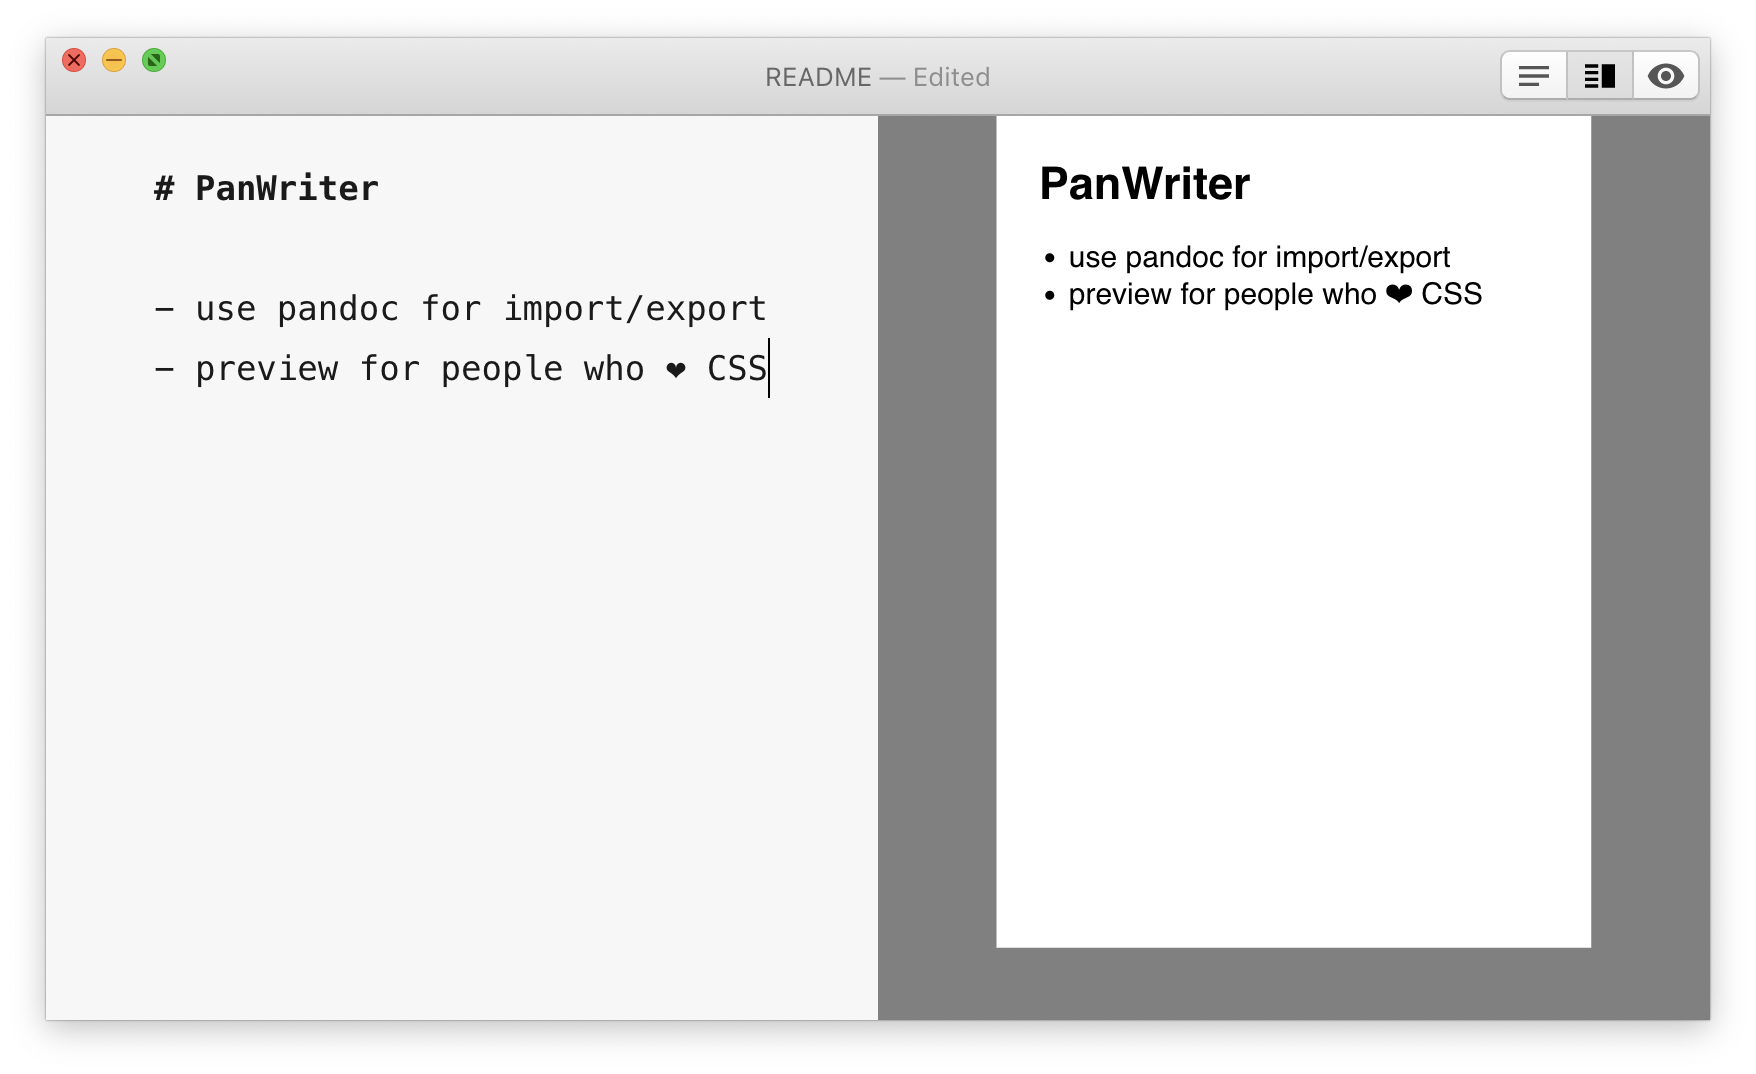 README — Edited
# PanWriter
- use pandoc for import/export
- preview for people who ❤ CSS
PanWriter
• use pandoc for import/export
• preview for people who ❤ CSS